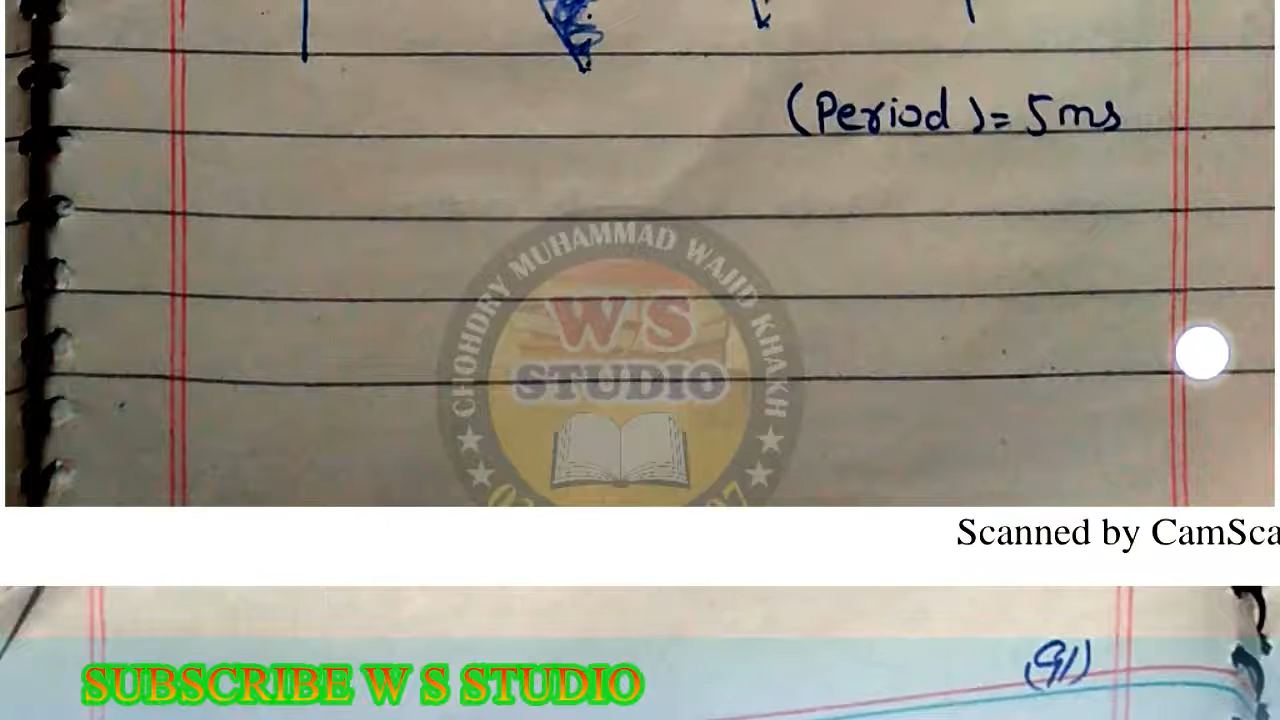 (Period) = 5ms
CHOHDRY MUHAMMAD WAJID KHAKH
W S
STUDIO
Scanned by CamSca
(91)
SUBSCRIBE W S STUDIO